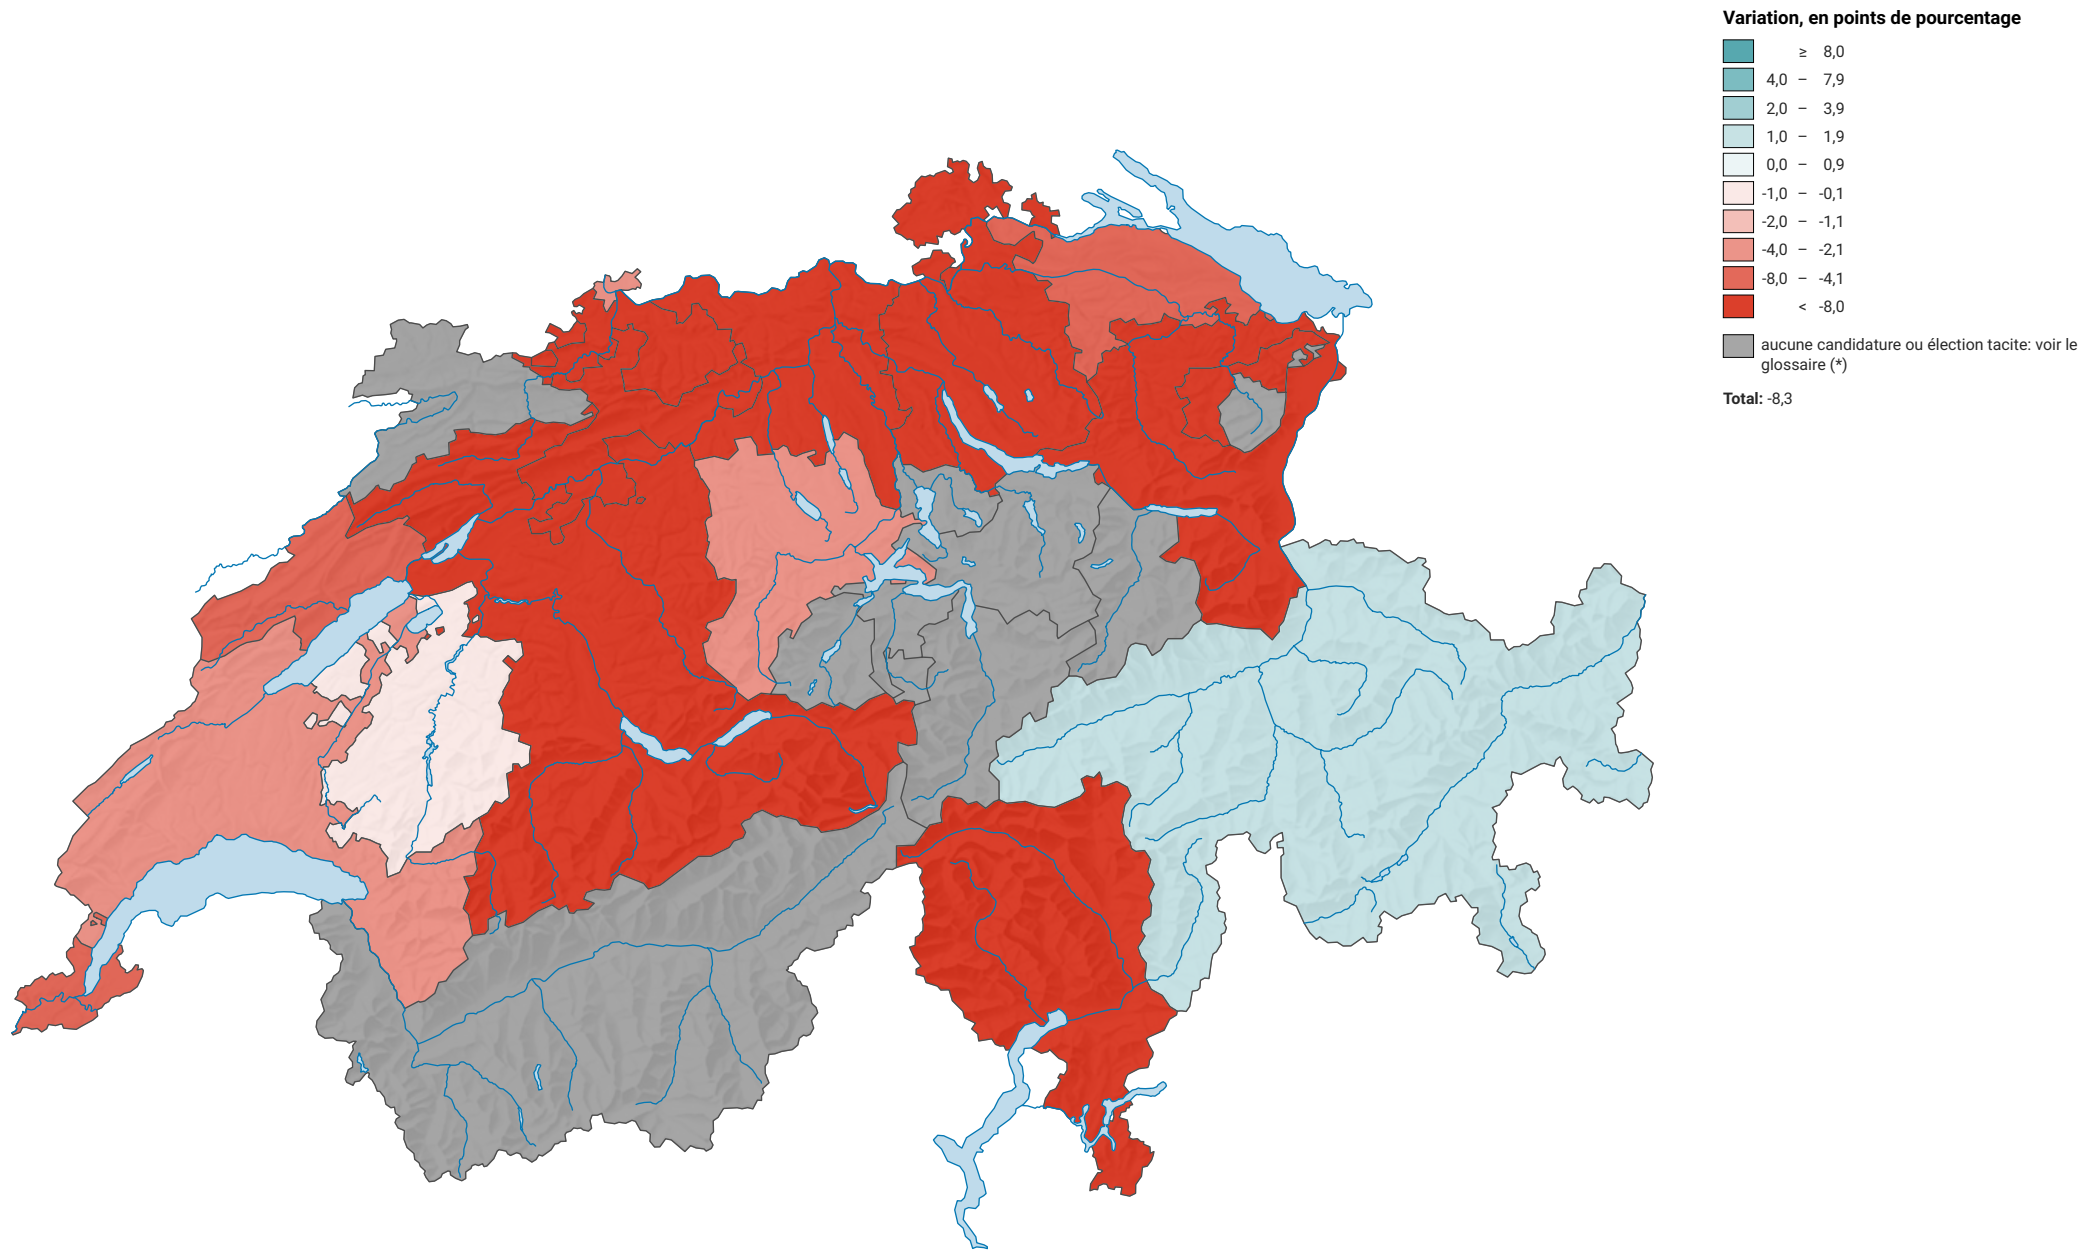 Variation, en points de pourcentage
≥ 8,0
4,0 – 7,9
2,0 – 3,9
1,0 – 1,9
0,0 – 0,9
-1,0 – -0,1
-2,0 – -1,1
-4,0 – -2,1
-8,0 – -4,1
< -8,0
aucune candidature ou élection tacite: voir le
glossaire (*)
Total: -8,3